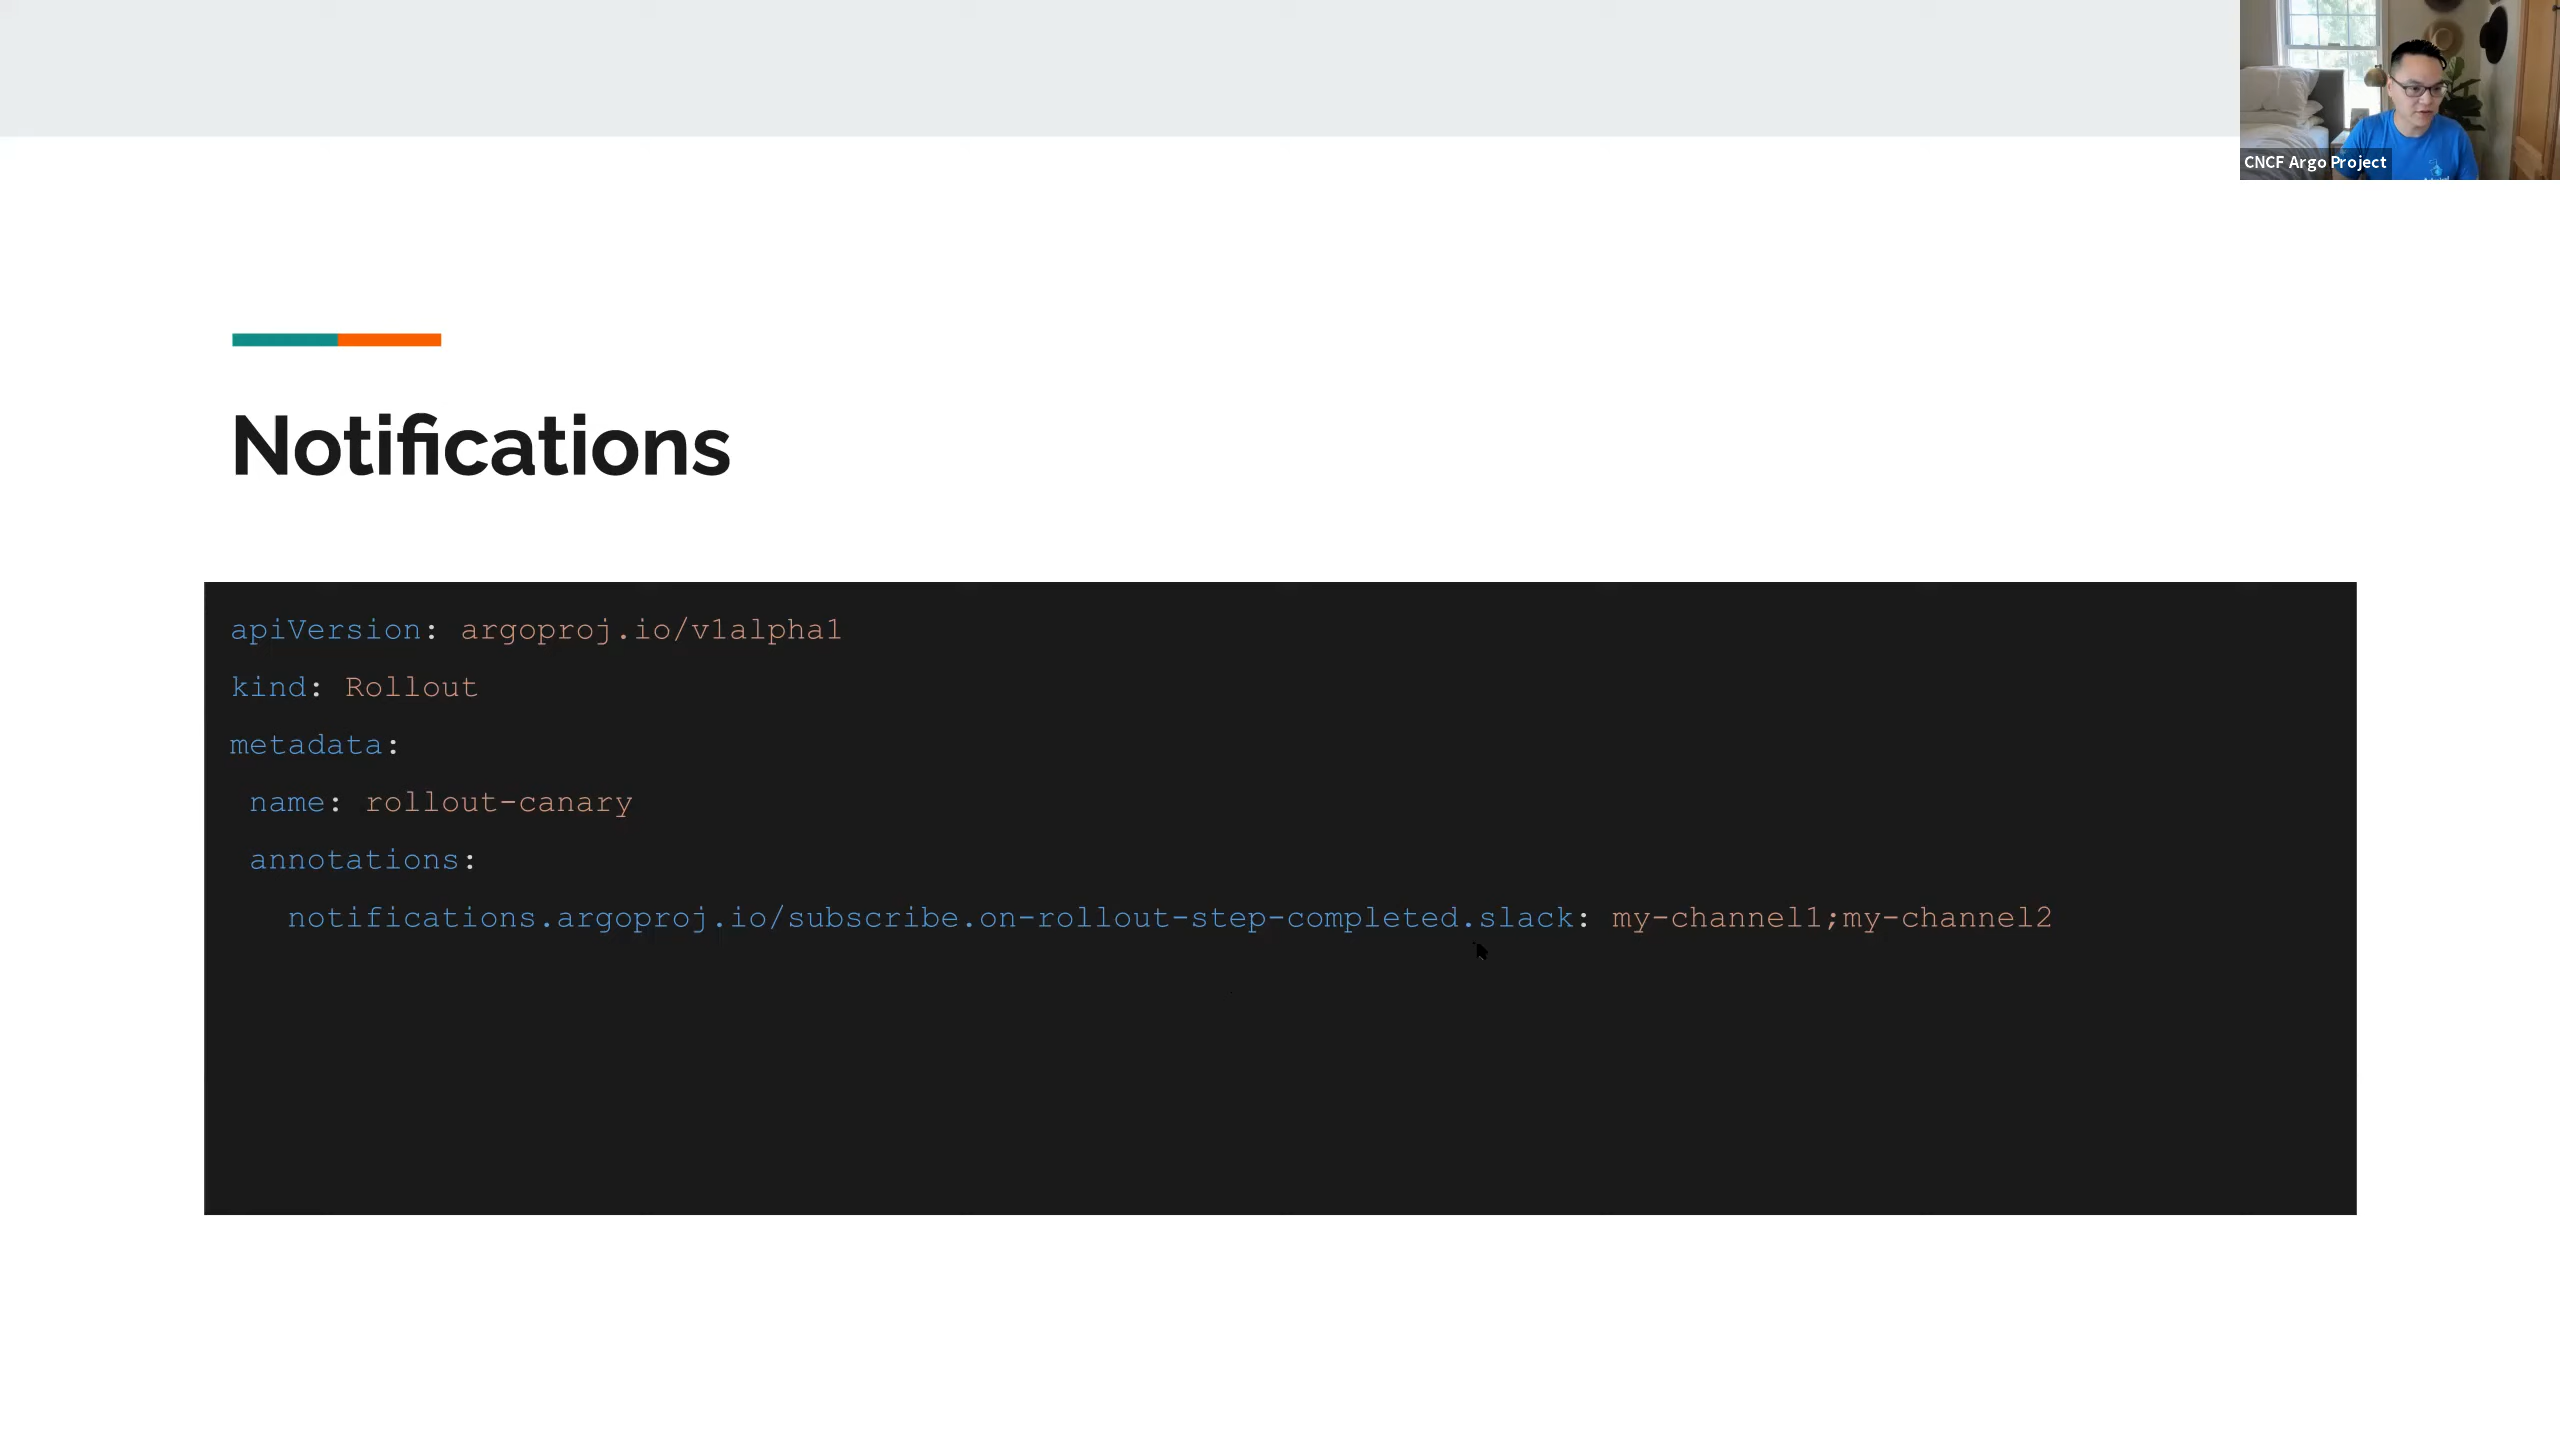 CNCF Argo Project
Notifications
apiVersion: argoproj.io/v1alpha1
kind: Rollout
metadata:
name: rollout-canary
annotations:
notifications.argoproj.io/subscribe.on-rollout-step-completed.slack: my-channel1;my-channel2